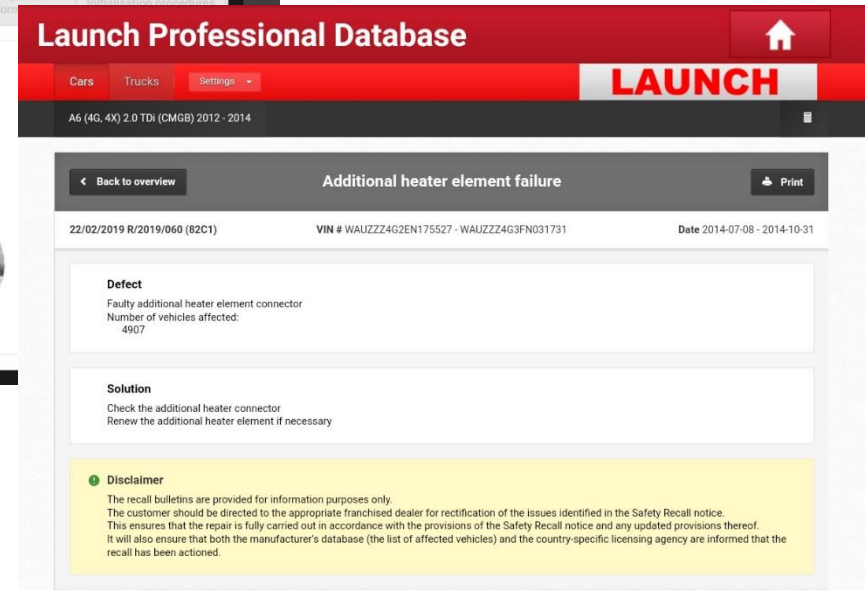 Initialisation procedures
Launch Professional Database
Cars Trucks Settings
LAUNCH
A6 (4G, 4X) 2.0 TDi (CMGB) 2012 - 2014
Back to overview
Additional heater element failure
Print
22/02/2019 R/2019/060 (82C1)
VIN # WAUZZZ4G2EN175527 - WAUZZZ4G3FN031731
Date 2014-07-08 - 2014-10-31
Defect
Faulty additional heater element connector
Number of vehicles affected:
4907
Solution
Check the additional heater connector
Renew the additional heater element if necessary
Disclaimer
The recall bulletins are provided for information purposes only.
The customer should be directed to the appropriate franchised dealer for rectification of the issues identified in the Safety Recall notice.
This ensures that the repair is fully carried out in accordance with the provisions of the Safety Recall notice and any updated provisions thereof.
It will also ensure that both the manufacturer's database (the list of affected vehicles) and the country-specific licensing agency are informed that the
recall has been actioned.